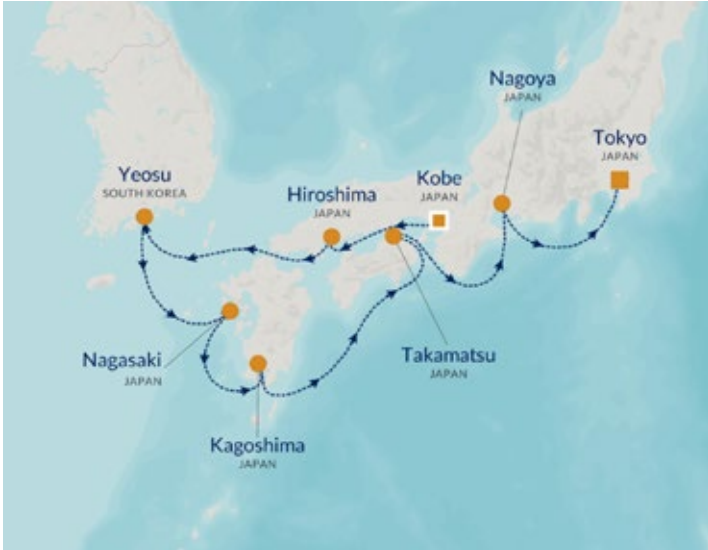 Nagoya
JAPAN
Tokyo
JAPAN
Yeosu
SOUTH KOREA
Kobe
JAPAN
Hiroshima
JAPAN
Nagasaki
JAPAN
Takamatsu
JAPAN
Kagoshima
JAPAN